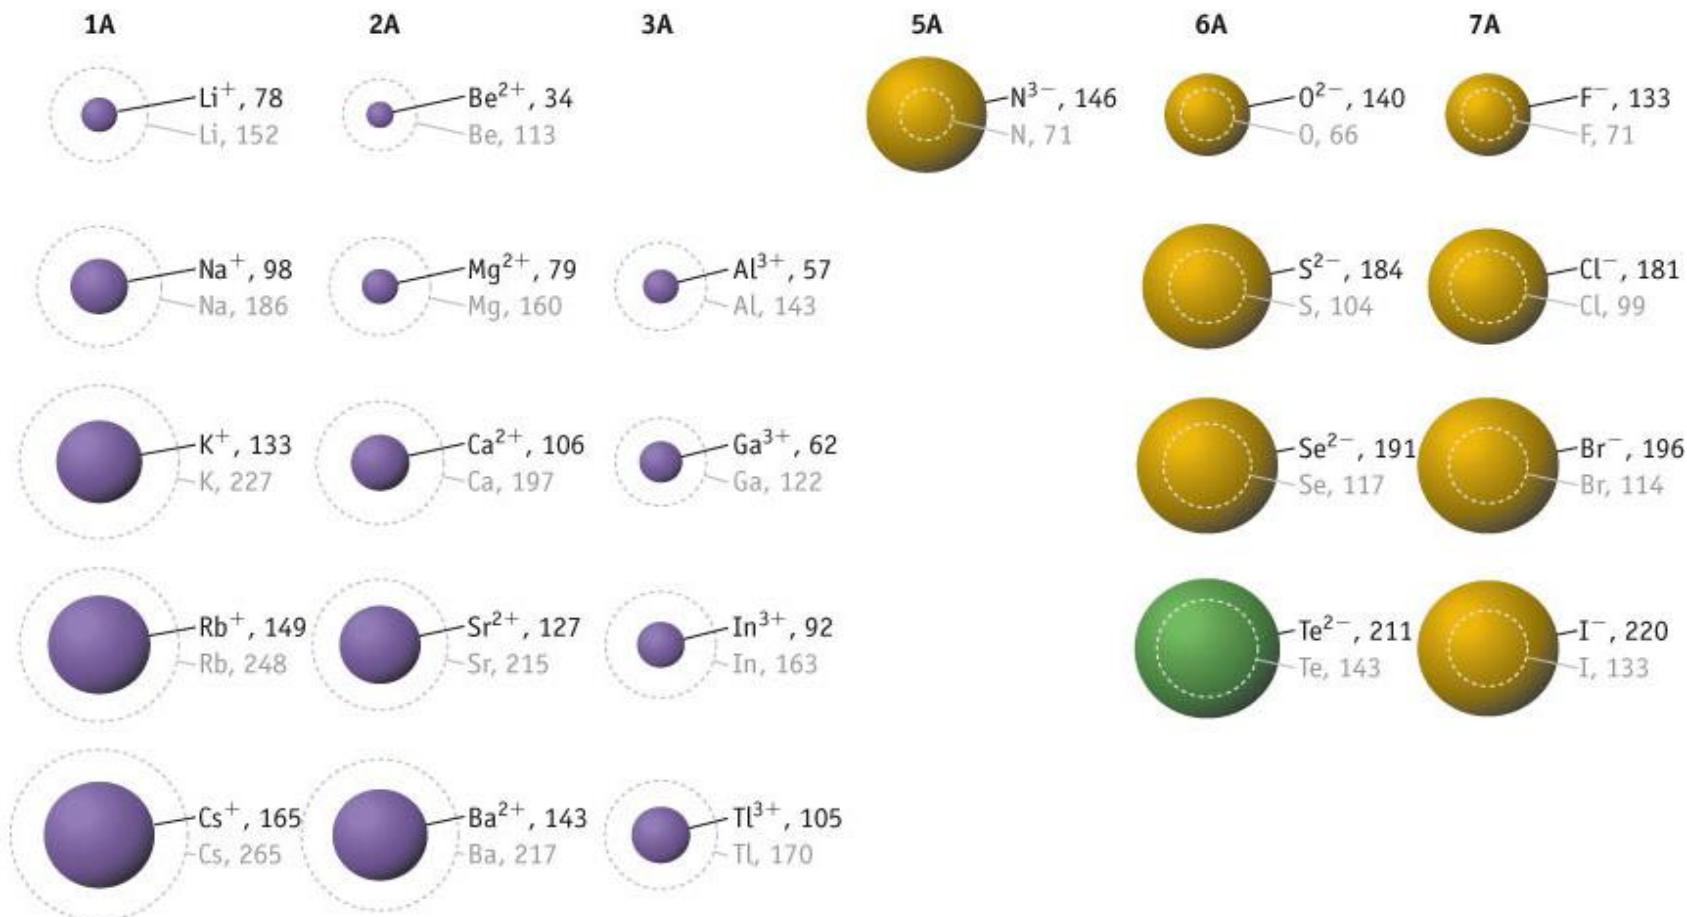 1A 2A 3A 5A 6A 7A
Li⁺, 78 Be²⁺, 34 N³⁻, 146 O²⁻, 140 F⁻, 133
Li, 152 Be, 113 N, 71 O, 66 F, 71
Na⁺, 98 Mg²⁺, 79 Al³⁺, 57 S²⁻, 184 Cl⁻, 181
Na, 186 Mg, 160 Al, 143 S, 104 Cl, 99
K⁺, 133 Ca²⁺, 106 Ga³⁺, 62 Se²⁻, 191 Br⁻, 196
K, 227 Ca, 197 Ga, 122 Se, 117 Br, 114
Rb⁺, 149 Sr²⁺, 127 In³⁺, 92 Te²⁻, 211 I⁻, 220
Rb, 248 Sr, 215 In, 163 Te, 143 I, 133
Cs⁺, 165 Ba²⁺, 143 Tl³⁺, 105
Cs, 265 Ba, 217 Tl, 170